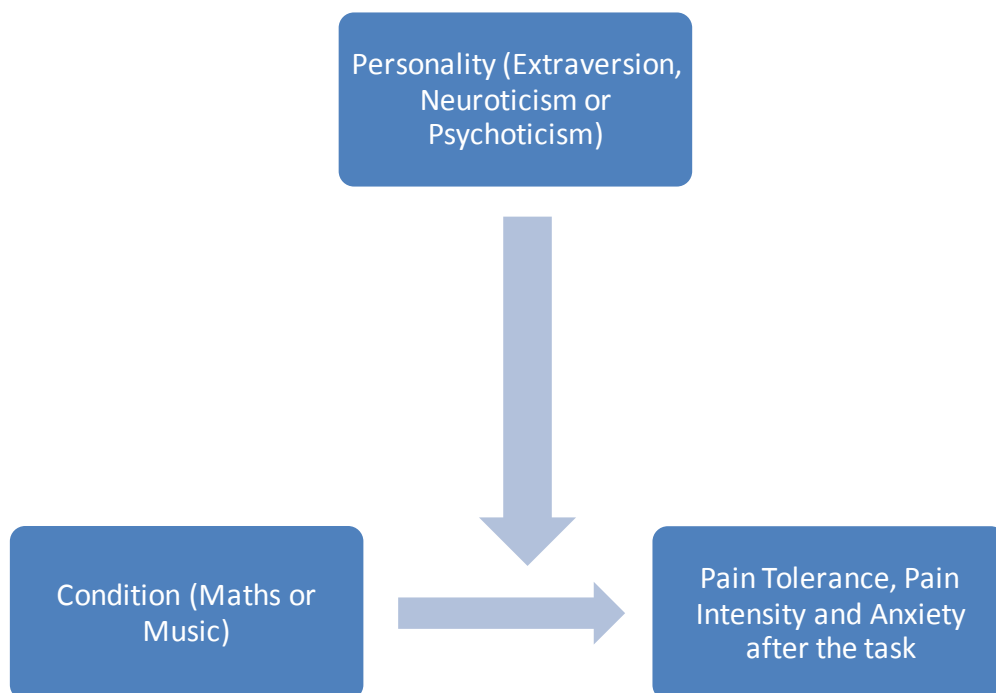 Personality (Extraversion,
Neuroticism or
Psychoticism)
Condition (Maths or
Music)
Pain Tolerance, Pain
Intensity and Anxiety
after the task